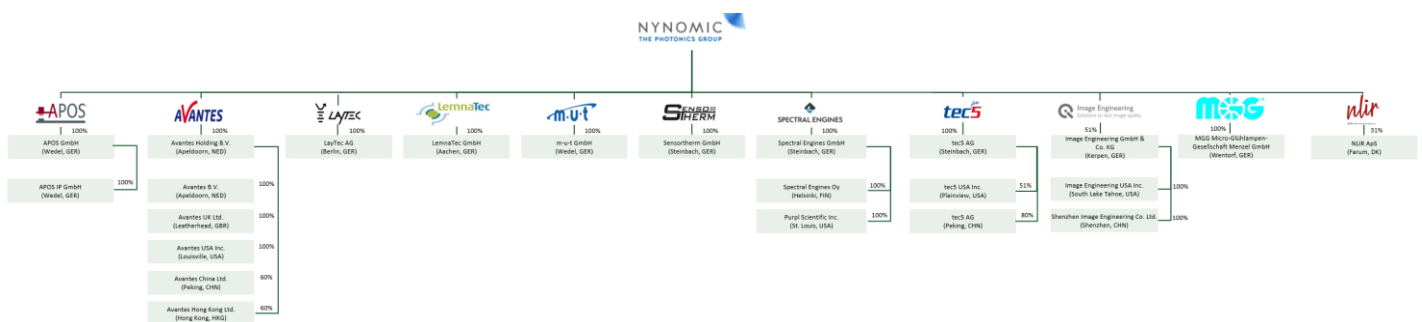 NYNOMIC
THE PHOTONICS GROUP
APOS
100%
APOS GmbH
(Wedel, GER)
100%
APOS IP GmbH
(Wedel, GER)
AVANTES
100%
Avantes Holding B.V.
(Apeldoorn, NED)
Avantes B.V.
(Apeldoorn, NED)
100%
Avantes UK Ltd.
(Leatherhead, GBR)
100%
Avantes USA Inc.
(Louisville, USA)
100%
Avantes China Ltd.
(Peking, CHN)
60%
Avantes Hong Kong Ltd.
(Hong Kong, HKG)
60%
LAYTEC
100%
LayTec AG
(Berlin, GER)
LemnaTec
100%
LemnaTec GmbH
(Aachen, GER)
m·u·t
100%
m-u-t GmbH
(Wedel, GER)
SENSOR
THERM
100%
Sensortherm GmbH
(Steinbach, GER)
SPECTRAL ENGINES
100%
Spectral Engines GmbH
(Steinbach, GER)
Spectral Engines Oy
(Helsinki, FIN)
100%
Purpl Scientific Inc.
(St. Louis, USA)
100%
tec5
100%
tec5 AG
(Steinbach, GER)
tec5 USA Inc.
(Plainview, USA)
51%
tec5 AG
(Peking, CHN)
80%
Image Engineering
Solutions to test image quality
51%
Image Engineering GmbH &
Co. KG
(Kerpen, GER)
Image Engineering USA Inc.
(South Lake Tahoe, USA)
100%
Shenzhen Image Engineering Co. Ltd.
(Shenzhen, CHN)
100%
MGG
100%
MGG Micro-Glühlampen-
Gesellschaft Menzel GmbH
(Wentorf, GER)
nlir
31%
NLIR ApS
(Farum, DK)